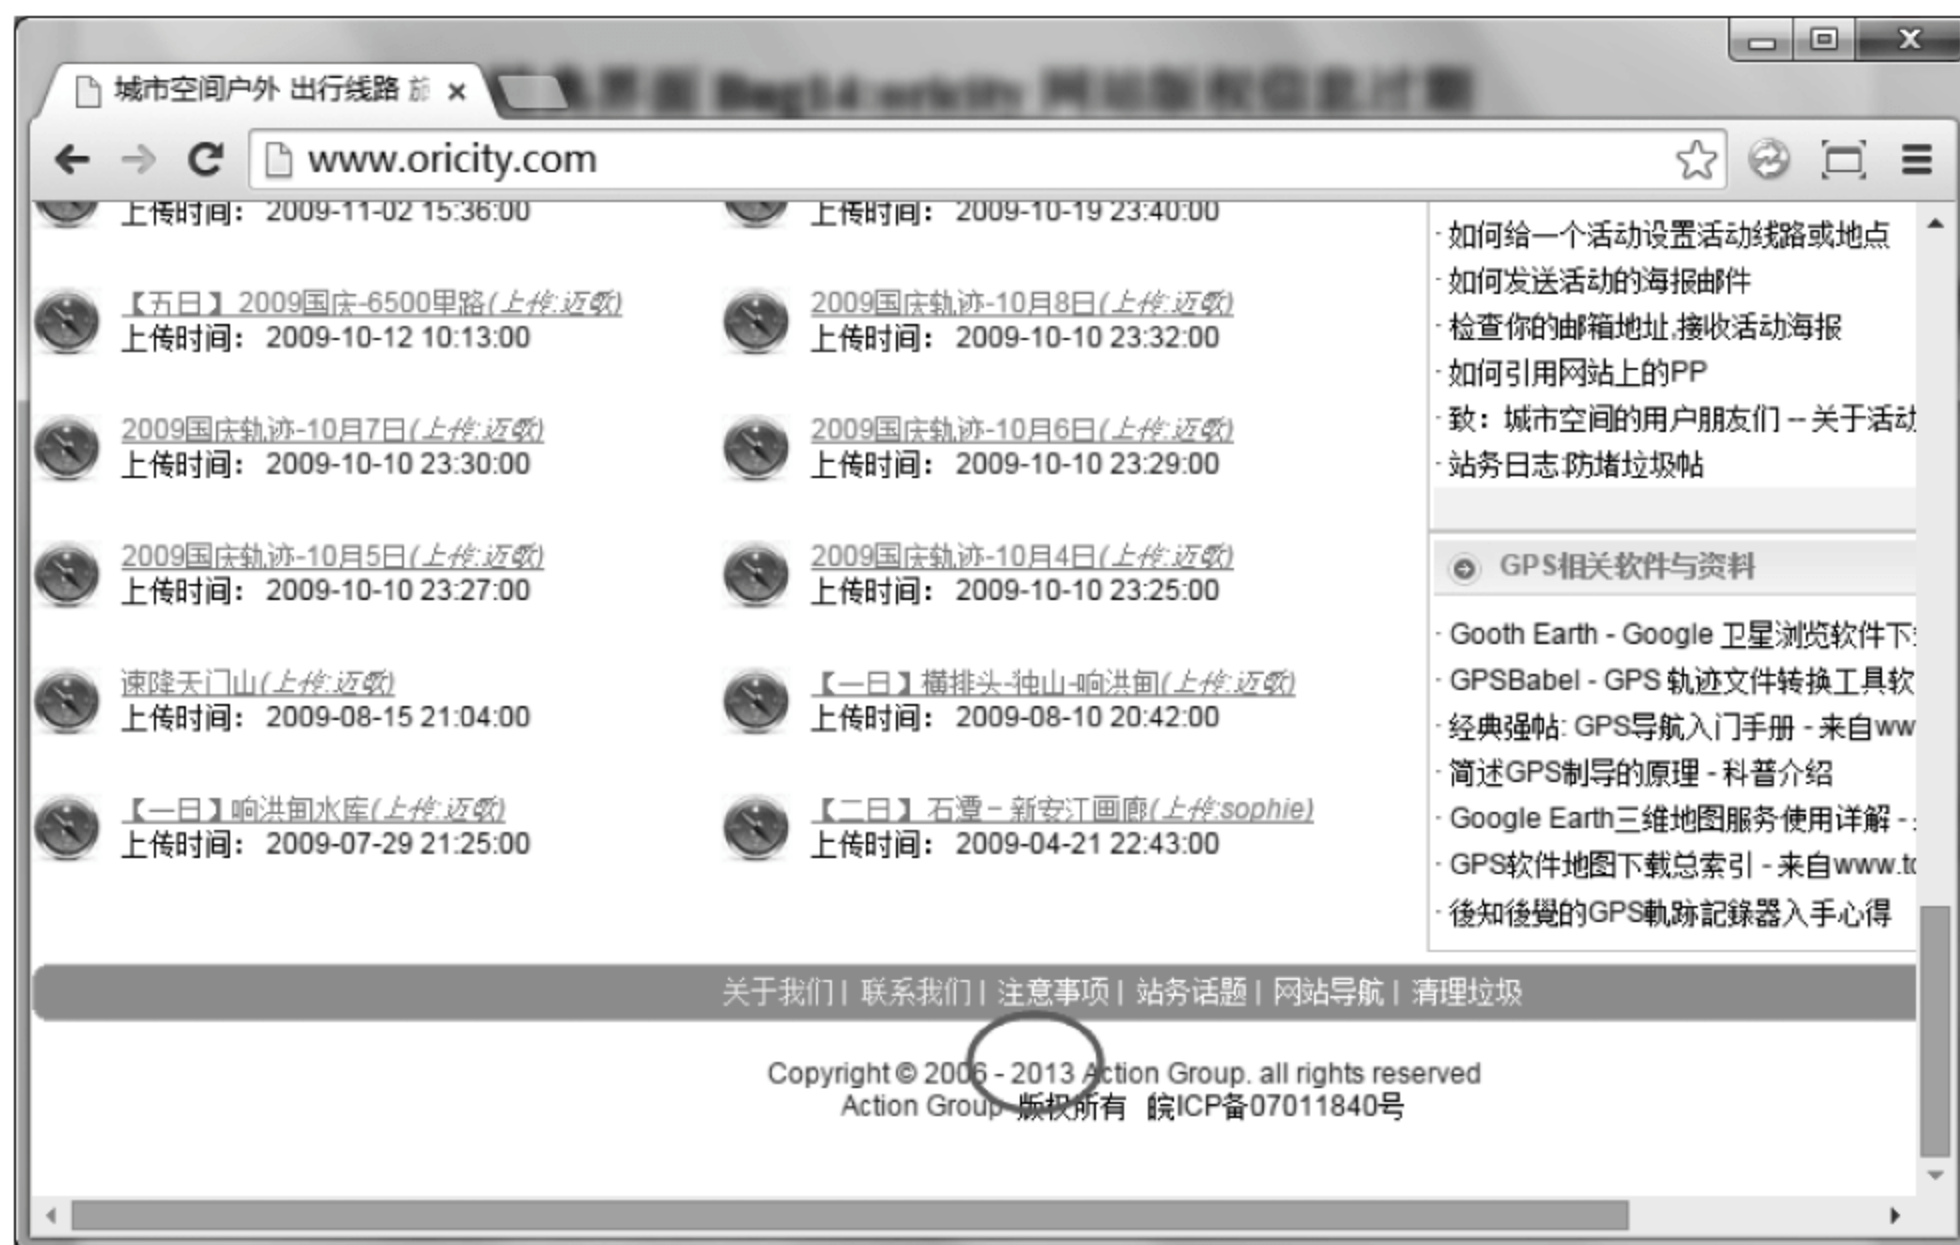 城市空间户外 出行线路 旅
界面 Bug14:oricity 网站版权信息过期
www.oricity.com
上传时间： 2009-11-02 15:36:00
上传时间： 2009-10-19 23:40:00
【五日】 2009国庆-6500里路(上传:迈歌)
上传时间： 2009-10-12 10:13:00
2009国庆轨迹-10月8日(上传:迈歌)
上传时间： 2009-10-10 23:32:00
2009国庆轨迹-10月7日(上传:迈歌)
上传时间： 2009-10-10 23:30:00
2009国庆轨迹-10月6日(上传:迈歌)
上传时间： 2009-10-10 23:29:00
2009国庆轨迹-10月5日(上传:迈歌)
上传时间： 2009-10-10 23:27:00
2009国庆轨迹-10月4日(上传:迈歌)
上传时间： 2009-10-10 23:25:00
速降天门山(上传:迈歌)
上传时间： 2009-08-15 21:04:00
【一日】横排头-独山-响洪甸(上传:迈歌)
上传时间： 2009-08-10 20:42:00
【一日】响洪甸水库(上传:迈歌)
上传时间： 2009-07-29 21:25:00
【二日】 石潭 – 新安江画廊(上传:sophie)
上传时间： 2009-04-21 22:43:00
· 如何给一个活动设置活动线路或地点
· 如何发送活动的海报邮件
· 检查你的邮箱地址,接收活动海报
· 如何引用网站上的PP
· 致：城市空间的用户朋友们 -- 关于活动
· 站务日志:防堵垃圾帖
GPS相关软件与资料
· Gooth Earth - Google 卫星浏览软件下
· GPSBabel - GPS 轨迹文件转换工具软
· 经典强帖: GPS导航入门手册 - 来自ww
· 简述GPS制导的原理 - 科普介绍
· Google Earth三维地图服务使用详解 -
· GPS软件地图下载总索引 - 来自www.to
· 後知後覺的GPS軌跡記錄器入手心得
关于我们 | 联系我们 | 注意事项 | 站务话题 | 网站导航 | 清理垃圾
Copyright © 2006 - 2013 Action Group. all rights reserved
Action Group 版权所有 皖ICP备07011840号